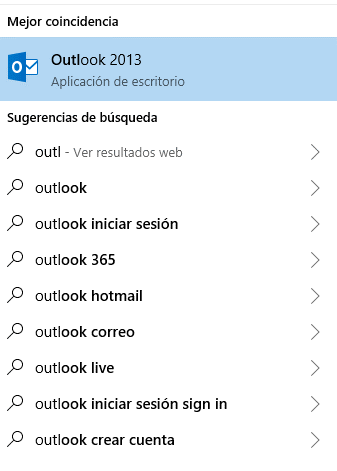 Mejor coincidencia
Outlook 2013
Aplicación de escritorio
Sugerencias de búsqueda
outl - Ver resultados web
outlook
outlook iniciar sesión
outlook 365
outlook hotmail
outlook correo
outlook live
outlook iniciar sesión sign in
outlook crear cuenta